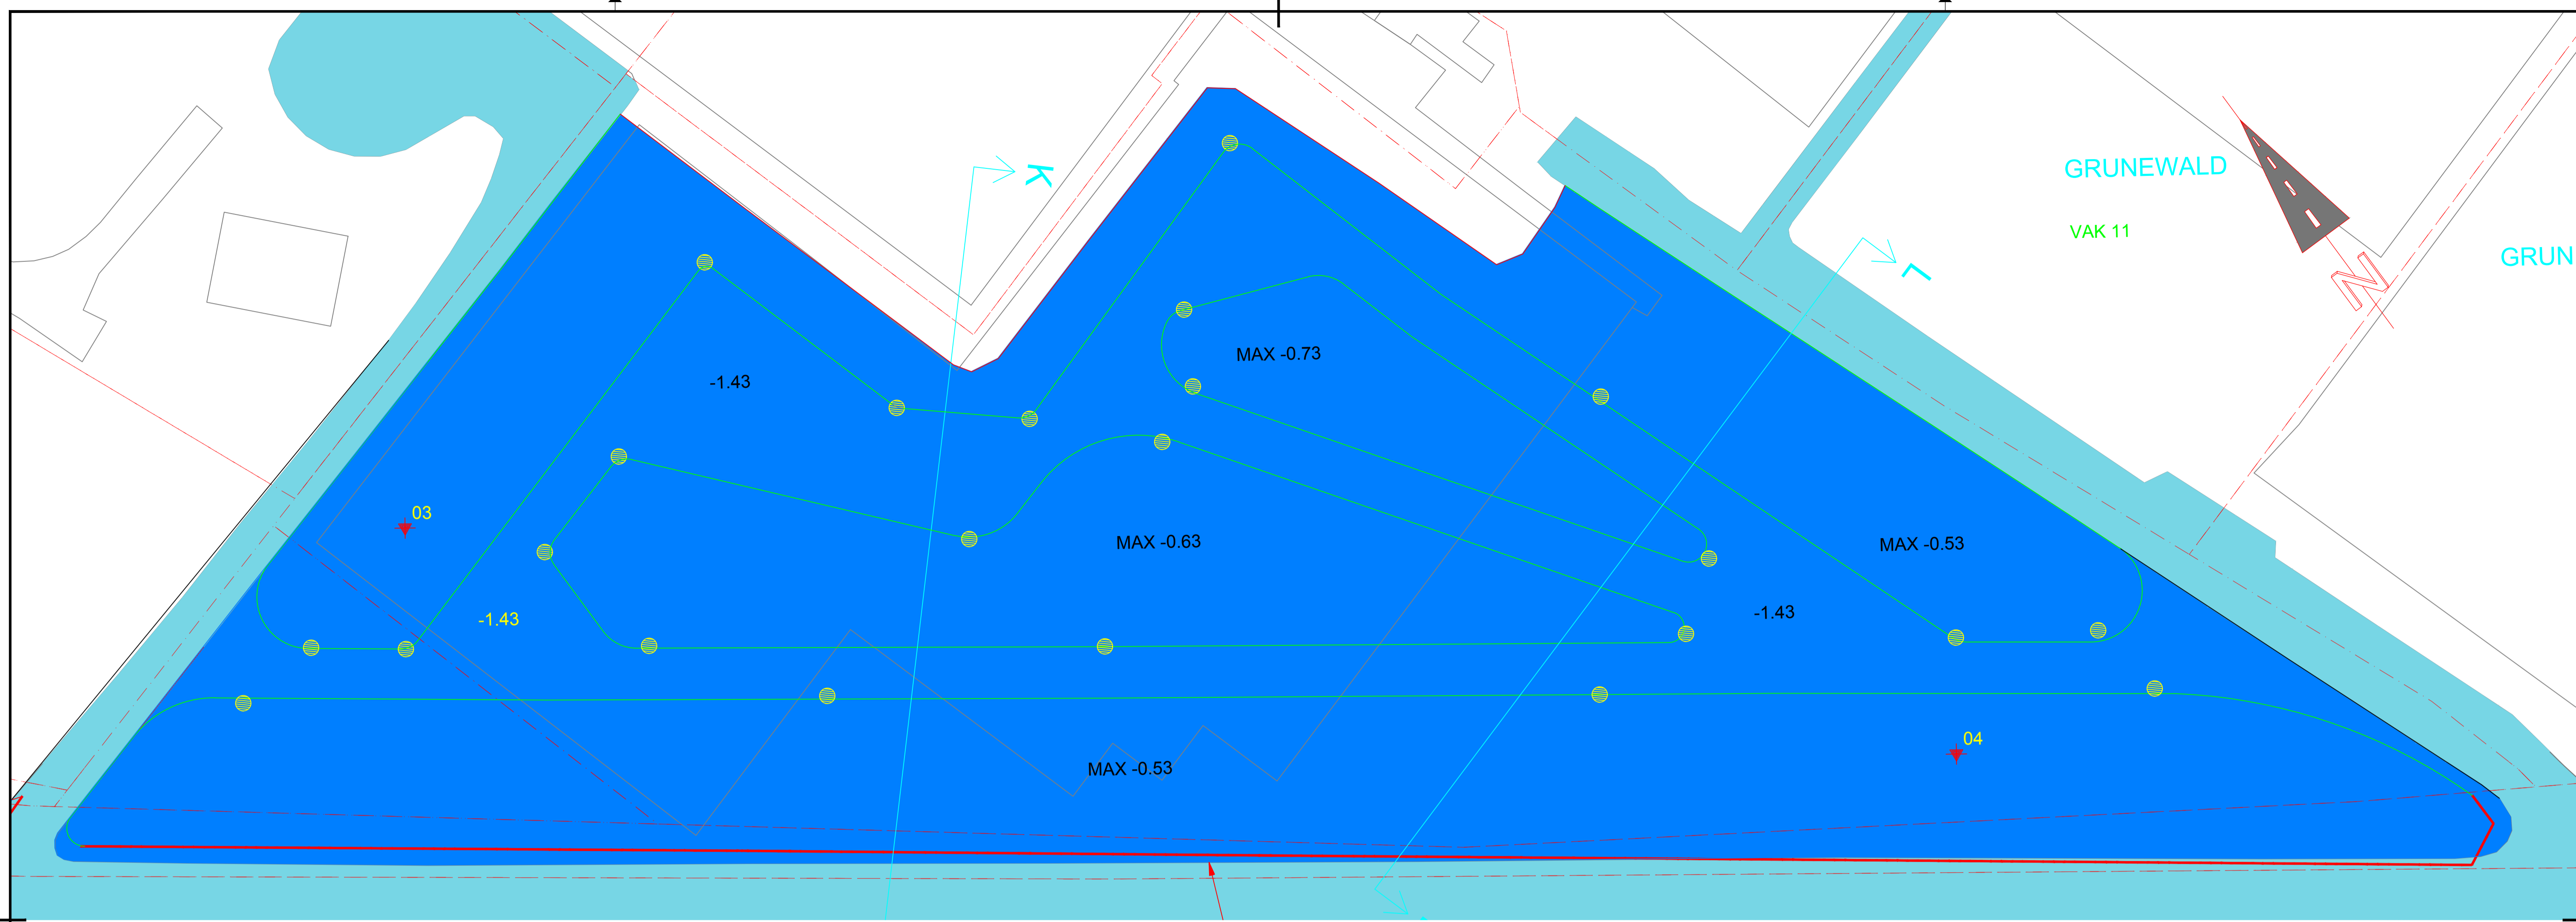 GRUNEWALD
K
VAK 11
GRUN
L
N
MAX -0.73
-1.43
03
MAX -0.63
MAX -0.53
-1.43
-1.43
04
MAX -0.53